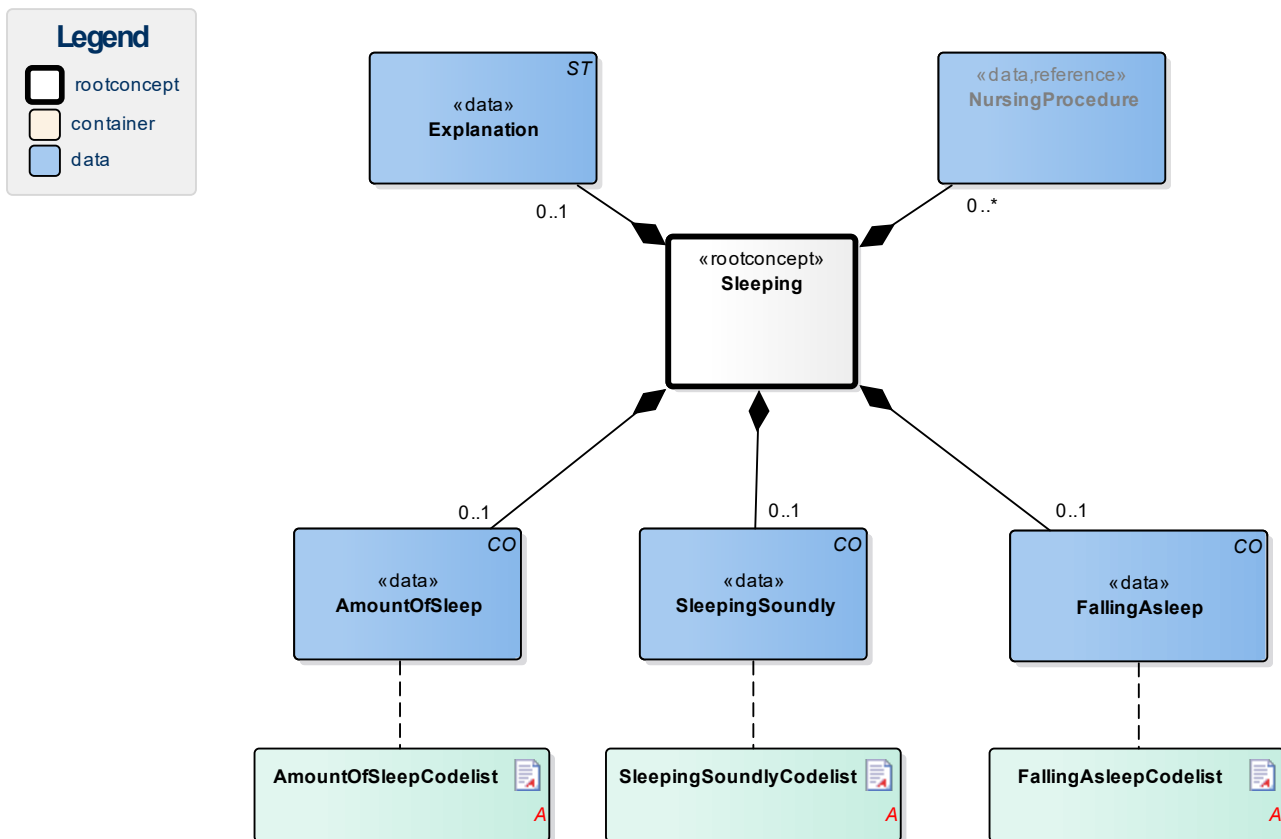 Legend
rootconcept
container
data
ST
«data»
Explanation
«data,reference»
NursingProcedure
0..1
0..*
«rootconcept»
Sleeping
0..1
0..1
0..1
CO
«data»
AmountOfSleep
CO
«data»
SleepingSoundly
CO
«data»
FallingAsleep
AmountOfSleepCodelist
A
SleepingSoundlyCodelist
A
FallingAsleepCodelist
A